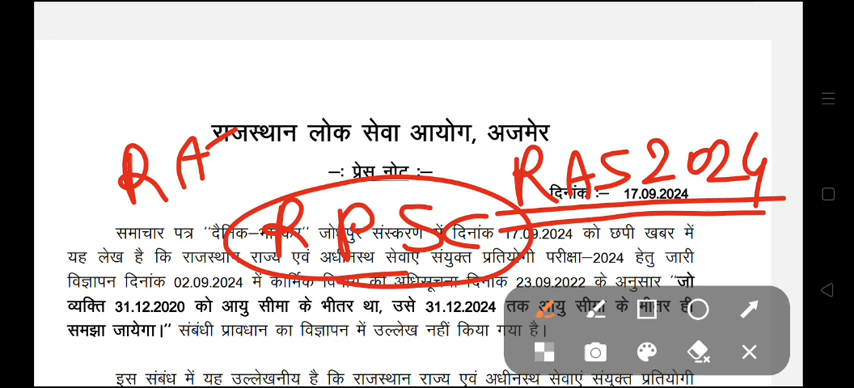 राजस्थान लोक सेवा आयोग, अजमेर
RA
–: प्रेस नोट :–
RAS 2024
दिनांक :– 17.09.2024
RPSC
समाचार पत्र "दैनिक–भास्कर" जोधपुर संस्करण में दिनांक 17.09.2024 को छपी खबर में
यह लेख है कि राजस्थान राज्य एवं अधीनस्थ सेवाएं संयुक्त प्रतियोगी परीक्षा–2024 हेतु जारी
विज्ञापन दिनांक 02.09.2024 में कार्मिक विभाग की अधिसूचना दिनांक 23.09.2022 के अनुसार "जो
व्यक्ति 31.12.2020 को आयु सीमा के भीतर था, उसे 31.12.2024 तक आयु सीमा के भीतर ही
समझा जायेगा।" संबंधी प्रावधान का विज्ञापन में उल्लेख नहीं किया गया है।
इस संबंध में यह उल्लेखनीय है कि राजस्थान राज्य एवं अधीनस्थ सेवाएं संयुक्त प्रतियोगी